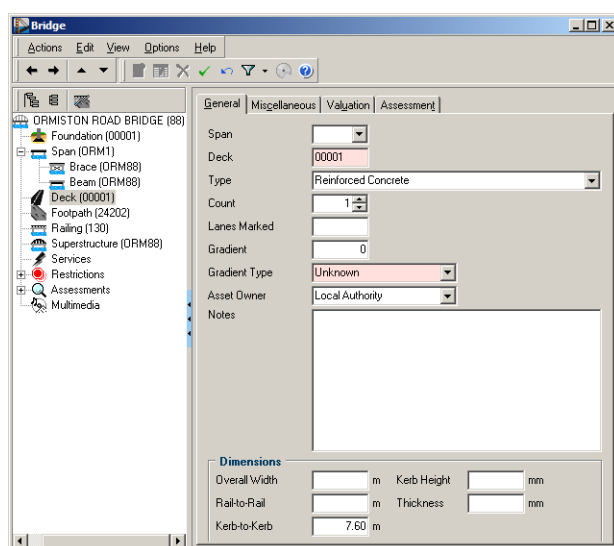 Bridge
Actions Edit View Options Help
ORMISTON ROAD BRIDGE (88)
Foundation (00001)
Span (ORM1)
Brace (ORM88)
Beam (ORM88)
Deck (00001)
Footpath (24202)
Railing (130)
Superstructure (ORM88)
Services
Restrictions
Assessments
Multimedia
General Miscellaneous Valuation Assessment
Span
Deck 00001
Type Reinforced Concrete
Count 1
Lanes Marked
Gradient 0
Gradient Type Unknown
Asset Owner Local Authority
Notes
Dimensions
Overall Width m Kerb Height mm
Rail-to-Rail m Thickness mm
Kerb-to-Kerb 7.60 m